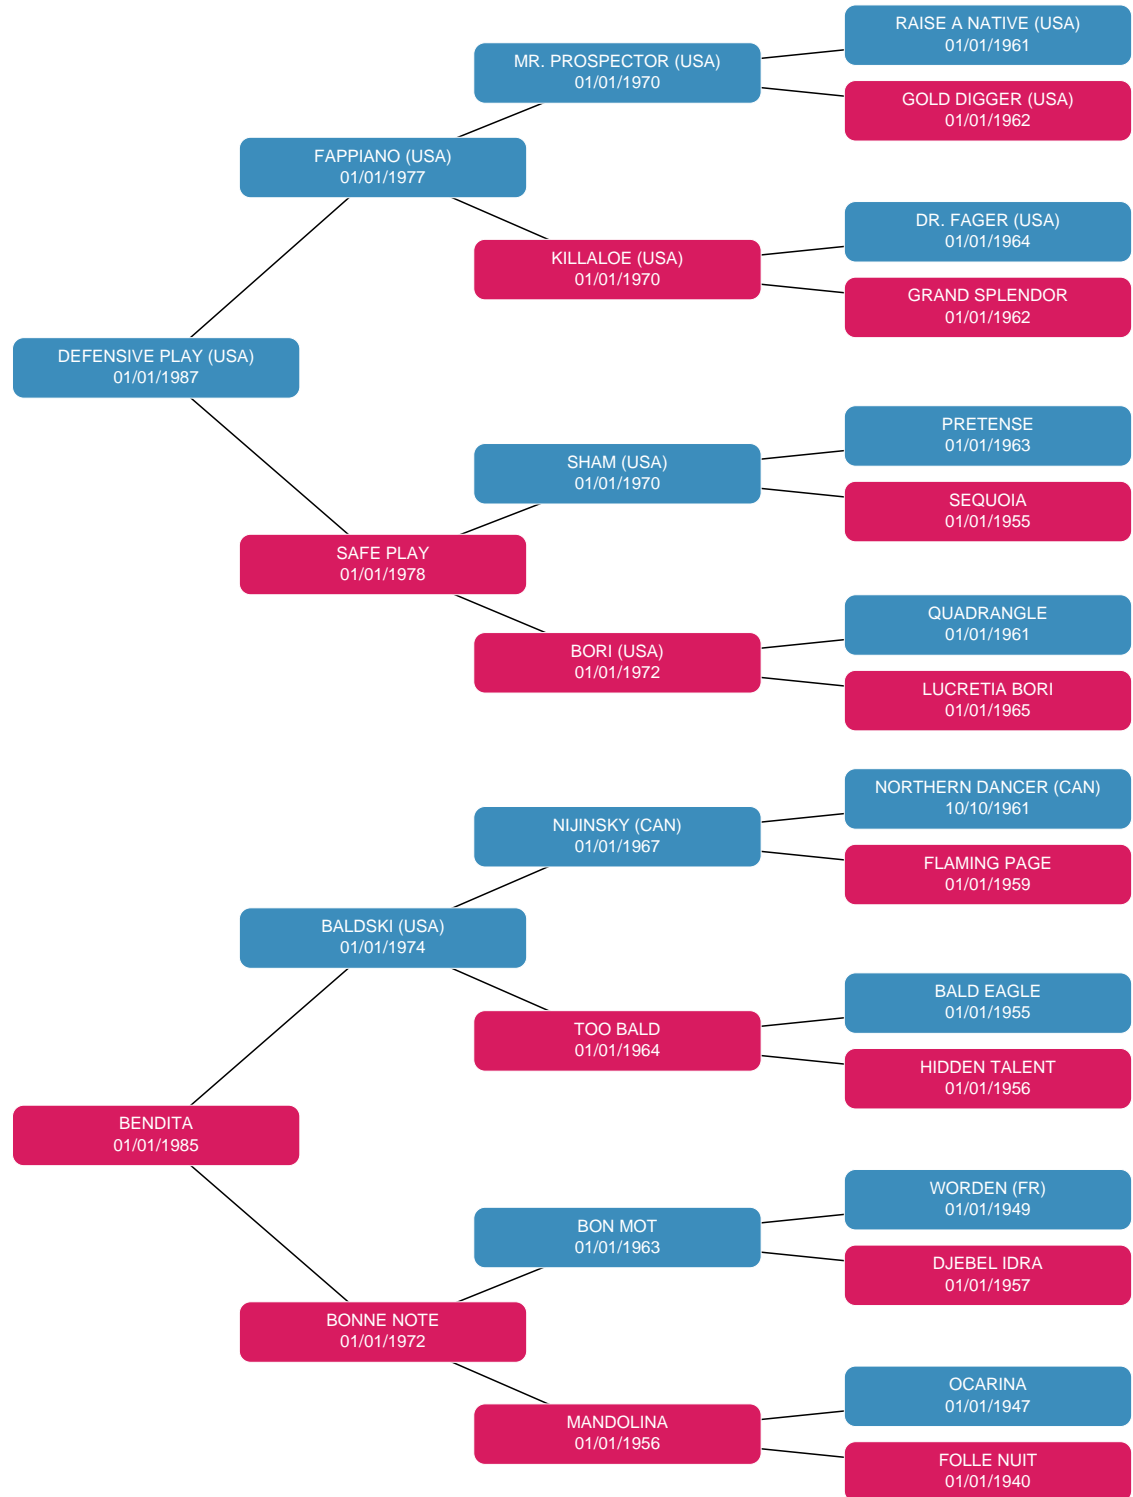 RAISE A NATIVE (USA)
01/01/1961
MR. PROSPECTOR (USA)
01/01/1970
GOLD DIGGER (USA)
01/01/1962
FAPPIANO (USA)
01/01/1977
DR. FAGER (USA)
01/01/1964
KILLALOE (USA)
01/01/1970
GRAND SPLENDOR
01/01/1962
DEFENSIVE PLAY (USA)
01/01/1987
PRETENSE
01/01/1963
SHAM (USA)
01/01/1970
SEQUOIA
01/01/1955
SAFE PLAY
01/01/1978
QUADRANGLE
01/01/1961
BORI (USA)
01/01/1972
LUCRETIA BORI
01/01/1965
NORTHERN DANCER (CAN)
10/10/1961
NIJINSKY (CAN)
01/01/1967
FLAMING PAGE
01/01/1959
BALDSKI (USA)
01/01/1974
BALD EAGLE
01/01/1955
TOO BALD
01/01/1964
HIDDEN TALENT
01/01/1956
BENDITA
01/01/1985
WORDEN (FR)
01/01/1949
BON MOT
01/01/1963
DJEBEL IDRA
01/01/1957
BONNE NOTE
01/01/1972
OCARINA
01/01/1947
MANDOLINA
01/01/1956
FOLLE NUIT
01/01/1940